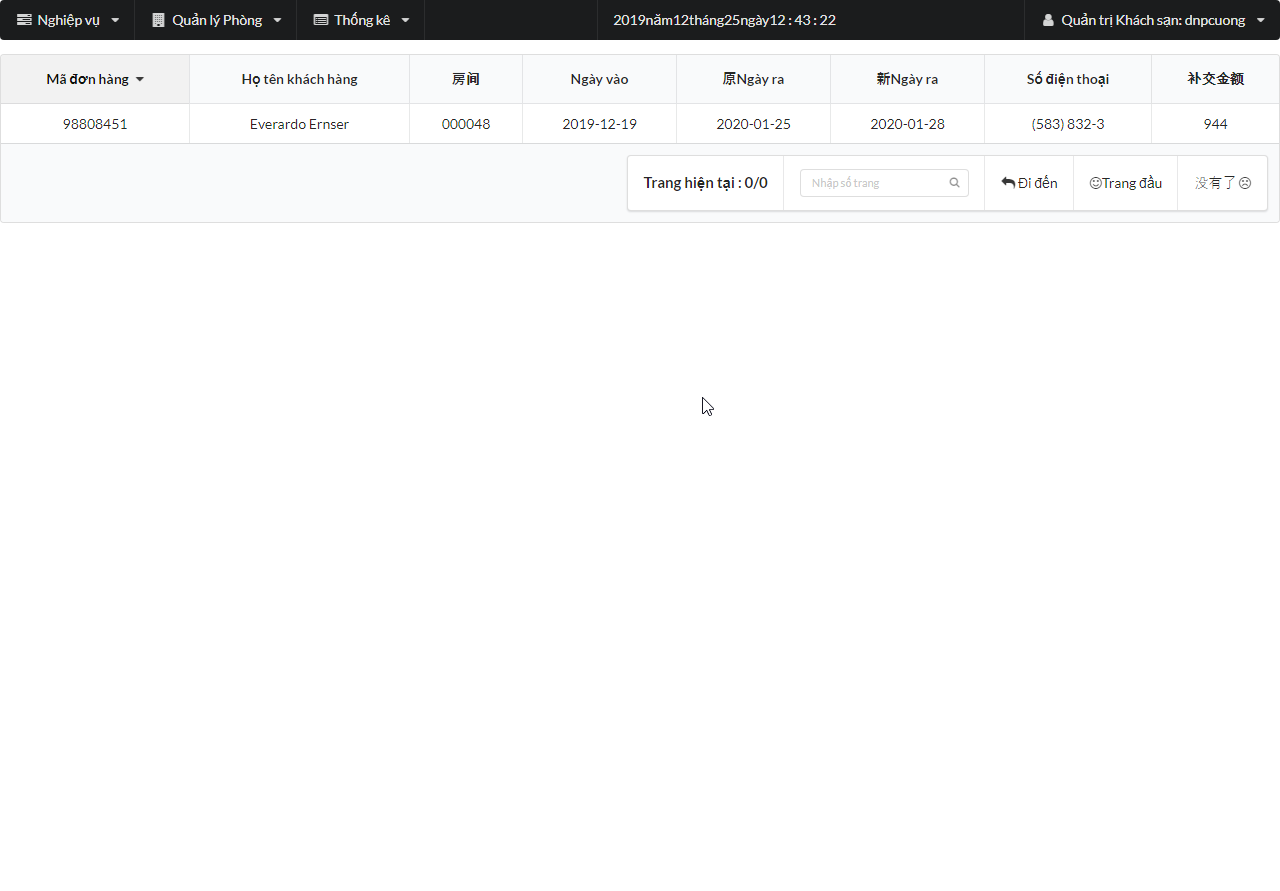 Nghiệp vụ Quản lý Phòng Thống kê 2019năm12tháng25ngày12 : 43 : 22 Quản trị Khách sạn: dnpcuong
Mã đơn hàng Họ tên khách hàng 房间 Ngày vào 原Ngày ra 新Ngày ra Số điện thoại 补交金额
98808451 Everardo Ernser 000048 2019-12-19 2020-01-25 2020-01-28 (583) 832-3 944
Trang hiện tại : 0/0 Nhập số trang Đi đến Trang đầu 没有了